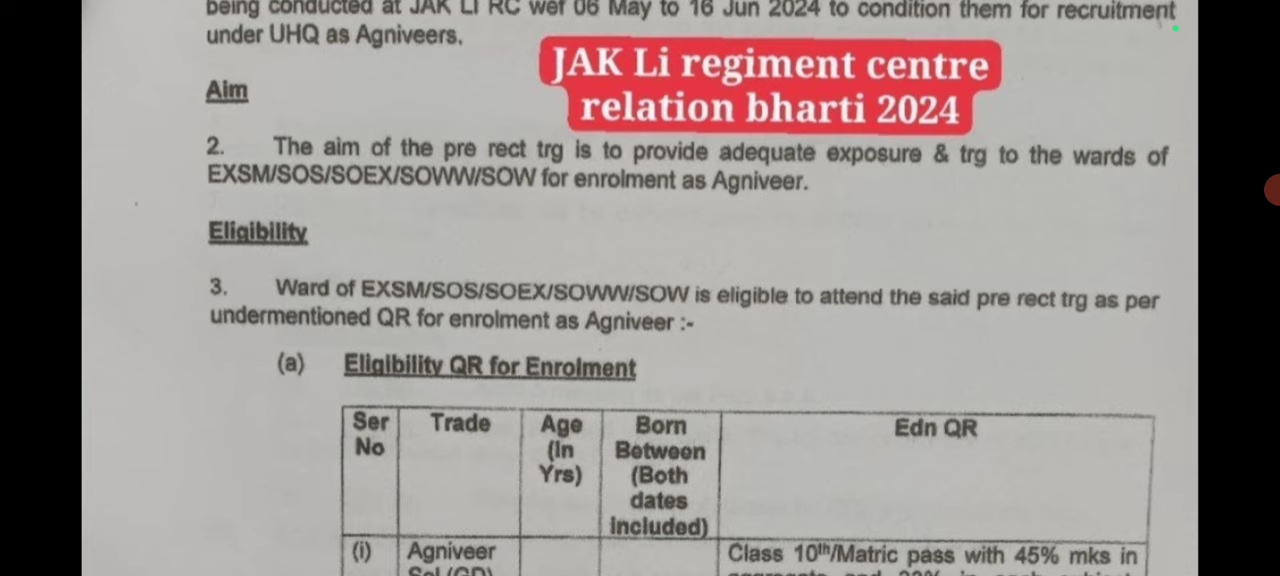 being conducted at JAK LI RC wef 06 May to 16 Jun 2024 to condition them for recruitment
under UHQ as Agniveers.
JAK Li regiment centre
relation bharti 2024
Aim
2. The aim of the pre rect trg is to provide adequate exposure & trg to the wards of
EXSM/SOS/SOEX/SOWW/SOW for enrolment as Agniveer.
Eligibility
3. Ward of EXSM/SOS/SOEX/SOWW/SOW is eligible to attend the said pre rect trg as per
undermentioned QR for enrolment as Agniveer :-
(a) Eligibility QR for Enrolment
Ser No
Trade
Age (In Yrs)
Born Between (Both dates included)
Edn QR
(i)
Agniveer
Sol (GD)
Class 10th/Matric pass with 45% mks in